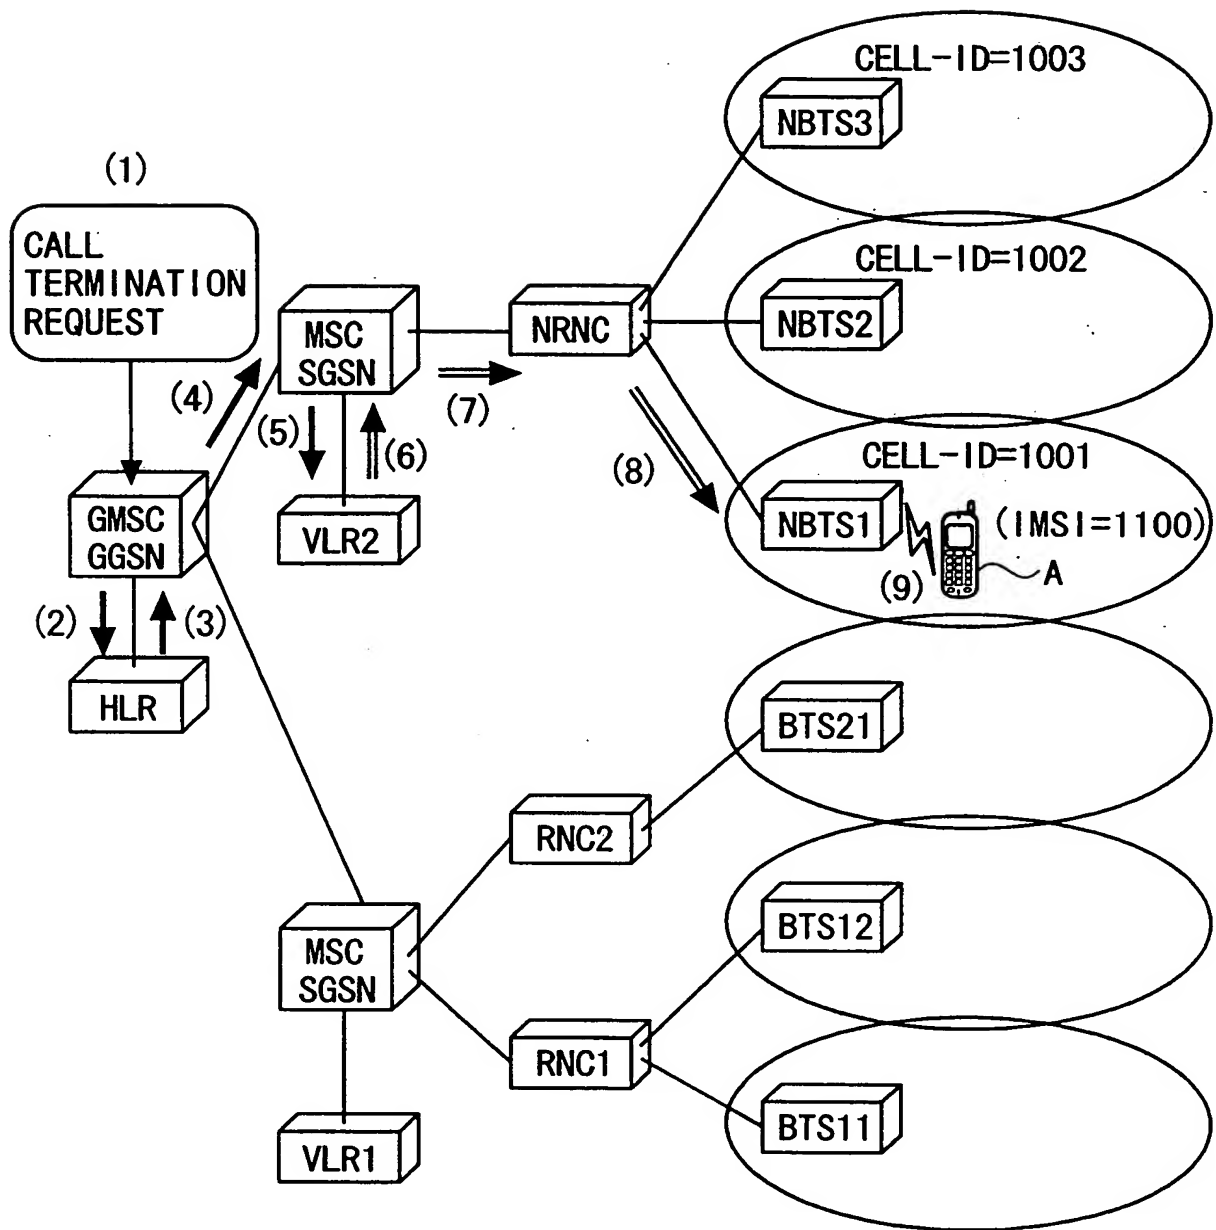 CELL-ID=1003
NBTS3
(1)
CALL
TERMINATION
REQUEST
CELL-ID=1002
NBTS2
MSC
SGSN
NRNC
(4)
(5)
(6)
(7)
(8)
CELL-ID=1001
NBTS1
(IMSI=1100)
(9)
A
GMSC
GGSN
VLR2
(2)
(3)
HLR
BTS21
RNC2
BTS12
MSC
SGSN
RNC1
BTS11
VLR1